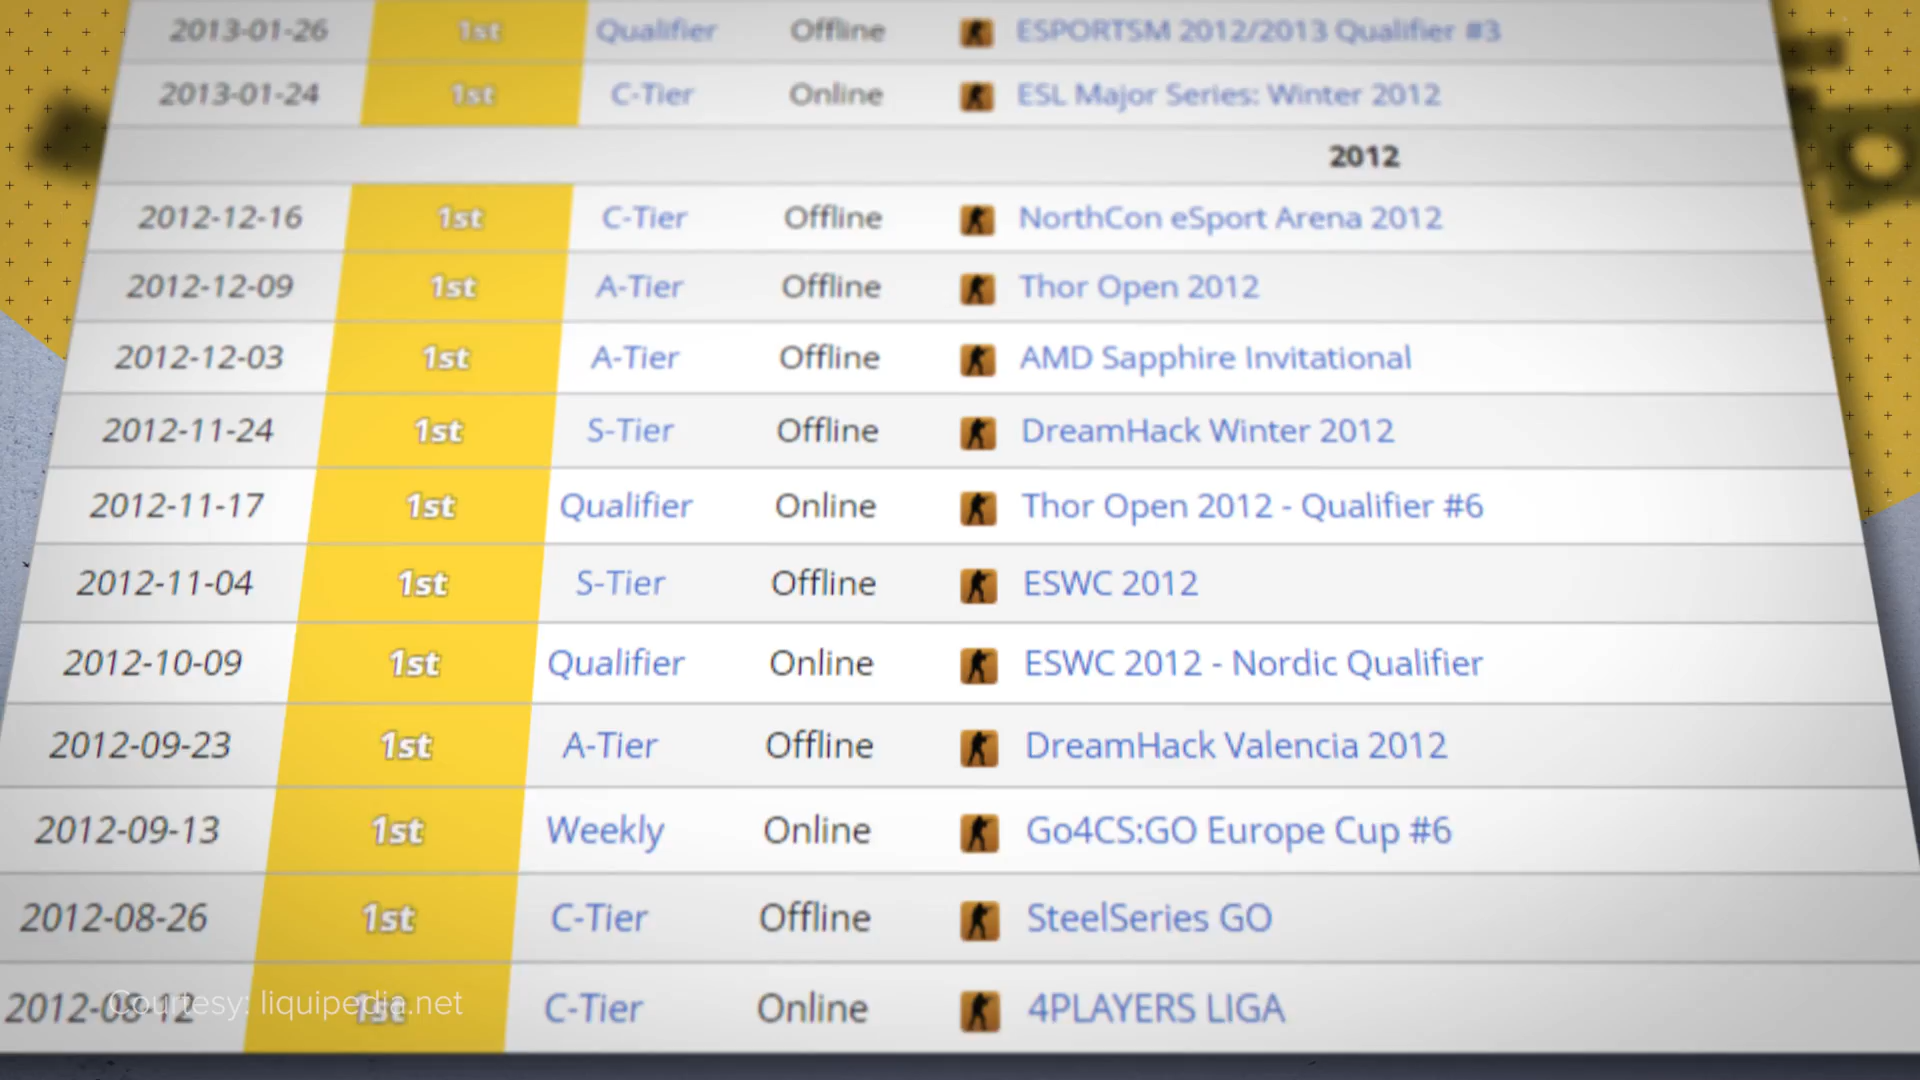 2013-01-26 1st Qualifier Offline ESPORTSM 2012/2013 Qualifier #3
2013-01-24 1st C-Tier Online ESL Major Series: Winter 2012
2012
2012-12-16 1st C-Tier Offline NorthCon eSport Arena 2012
2012-12-09 1st A-Tier Offline Thor Open 2012
2012-12-03 1st A-Tier Offline AMD Sapphire Invitational
2012-11-24 1st S-Tier Offline DreamHack Winter 2012
2012-11-17 1st Qualifier Online Thor Open 2012 - Qualifier #6
2012-11-04 1st S-Tier Offline ESWC 2012
2012-10-09 1st Qualifier Online ESWC 2012 - Nordic Qualifier
2012-09-23 1st A-Tier Offline DreamHack Valencia 2012
2012-09-13 1st Weekly Online Go4CS:GO Europe Cup #6
2012-08-26 1st C-Tier Offline SteelSeries GO
2012-08-12 1st C-Tier Online 4PLAYERS LIGA
Courtesy: liquipedia.net